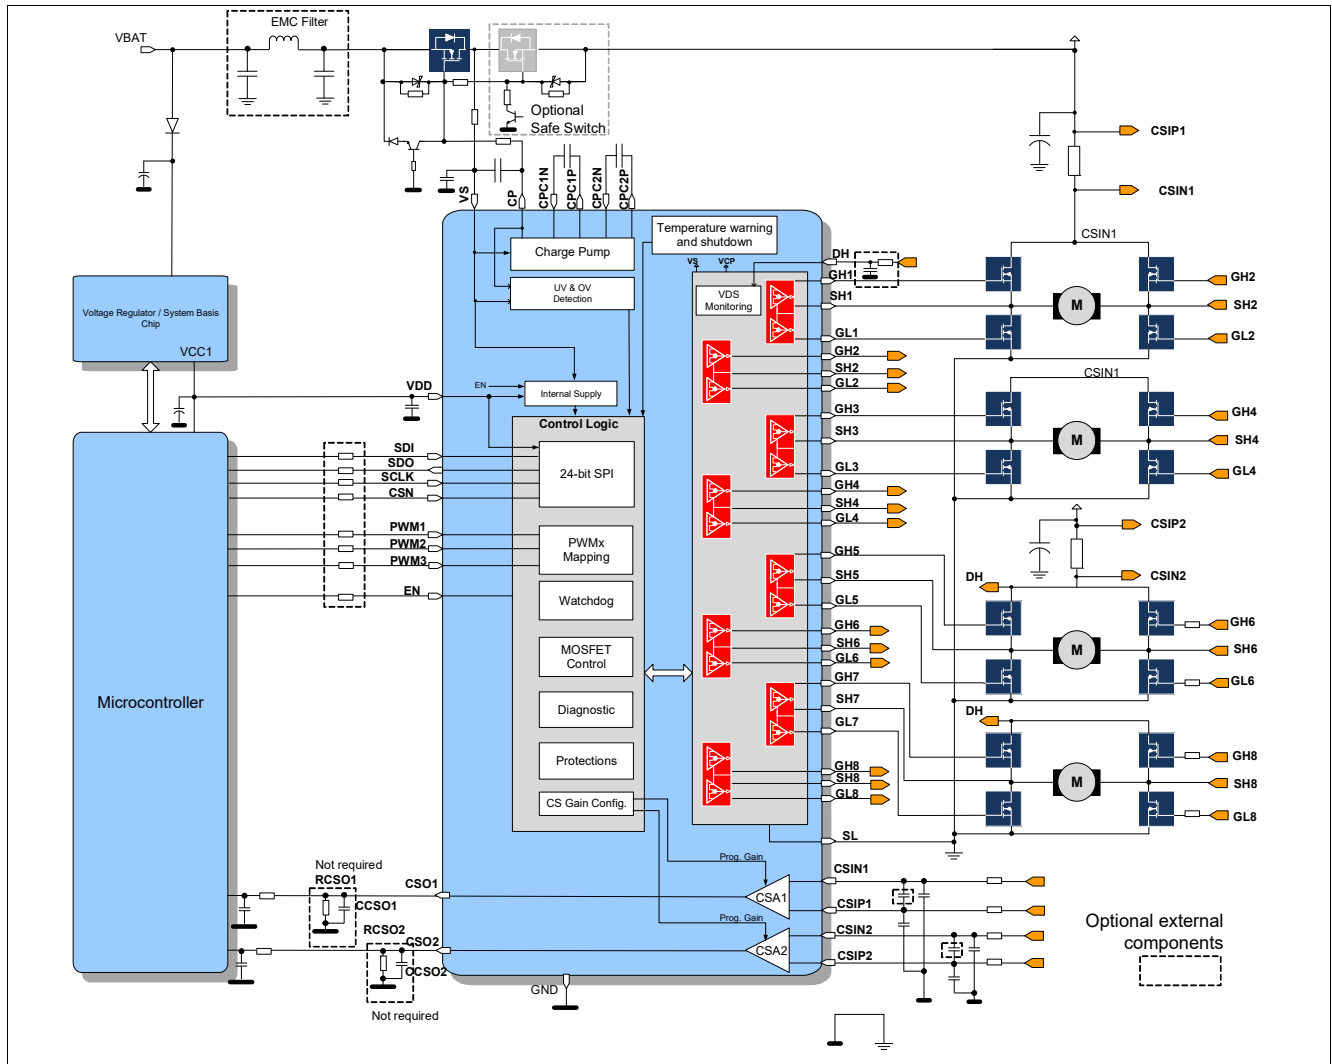 EMC Filter
VBAT
Optional
Safe Switch
CSIP1
CSIN1
VS
CP
CPC1N
CPC1P
CPC2N
CPC2P
Temperature warning
and shutdown
Charge Pump
VS
VCP
DH
CSIN1
UV & OV
Detection
VDS
Monitoring
GH1
SH1
GL1
M
GH2
SH2
GL2
Voltage Regulator / System Basis
Chip
VCC1
GH2
SH2
GL2
CSIN1
VDD
EN
Internal Supply
Control Logic
GH3
SH3
GL3
M
GH4
SH4
GL4
SDI
SDO
SCLK
CSN
24-bit SPI
GH4
SH4
GL4
PWM1
PWM2
PWM3
PWMx
Mapping
CSIP2
CSIN2
GH5
SH5
GL5
DH
EN
Watchdog
M
GH6
SH6
GL6
GH6
SH6
GL6
MOSFET
Control
GH7
SH7
GL7
DH
Microcontroller
Diagnostic
Protections
M
GH8
SH8
GL8
GH8
SH8
GL8
CS Gain Config.
SL
Prog. Gain
Not required
RCSO1
CCSO1
CSO1
CSA1
CSIN1
CSIP1
Prog. Gain
RCSO2
CSO2
CCSO2
CSA2
CSIN2
CSIP2
Optional external
components
GND
Not required